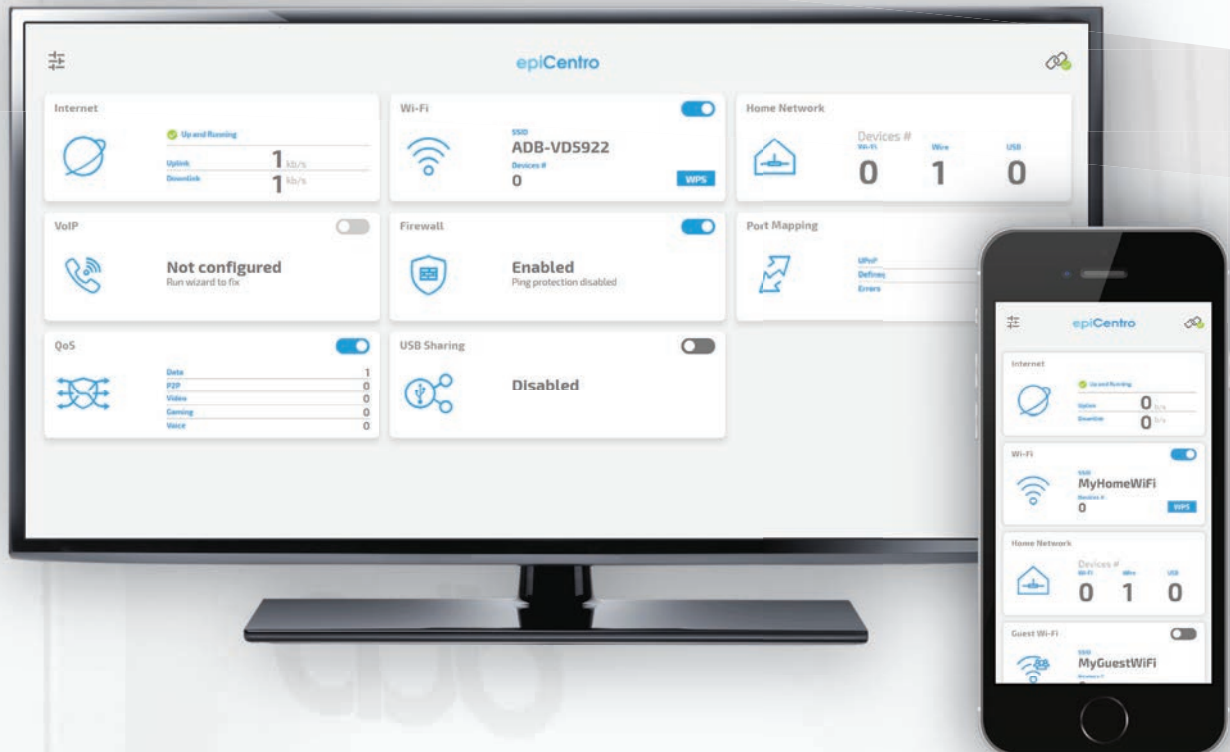 epiCentro
Internet
Up and Running
Uplink 1 kb/s
Downlink 1 kb/s
Wi-Fi
SSID
ADB-VD5922
Devices #
0
WPS
Home Network
Devices #
Wi-Fi Wire USB
0 1 0
VoIP
Not configured
Run wizard to fix
Firewall
Enabled
Ping protection disabled
Port Mapping
UPnP
Defines
Errors
QoS
Data 1
P2P 0
Video 0
Gaming 0
Voice 0
USB Sharing
Disabled
epiCentro
Internet
Up and Running
Uplink 0 b/s
Downlink 0 b/s
Wi-Fi
SSID
MyHomeWiFi
Devices #
0
WPS
Home Network
Devices #
Wi-Fi Wire USB
0 1 0
Guest Wi-Fi
SSID
MyGuestWiFi